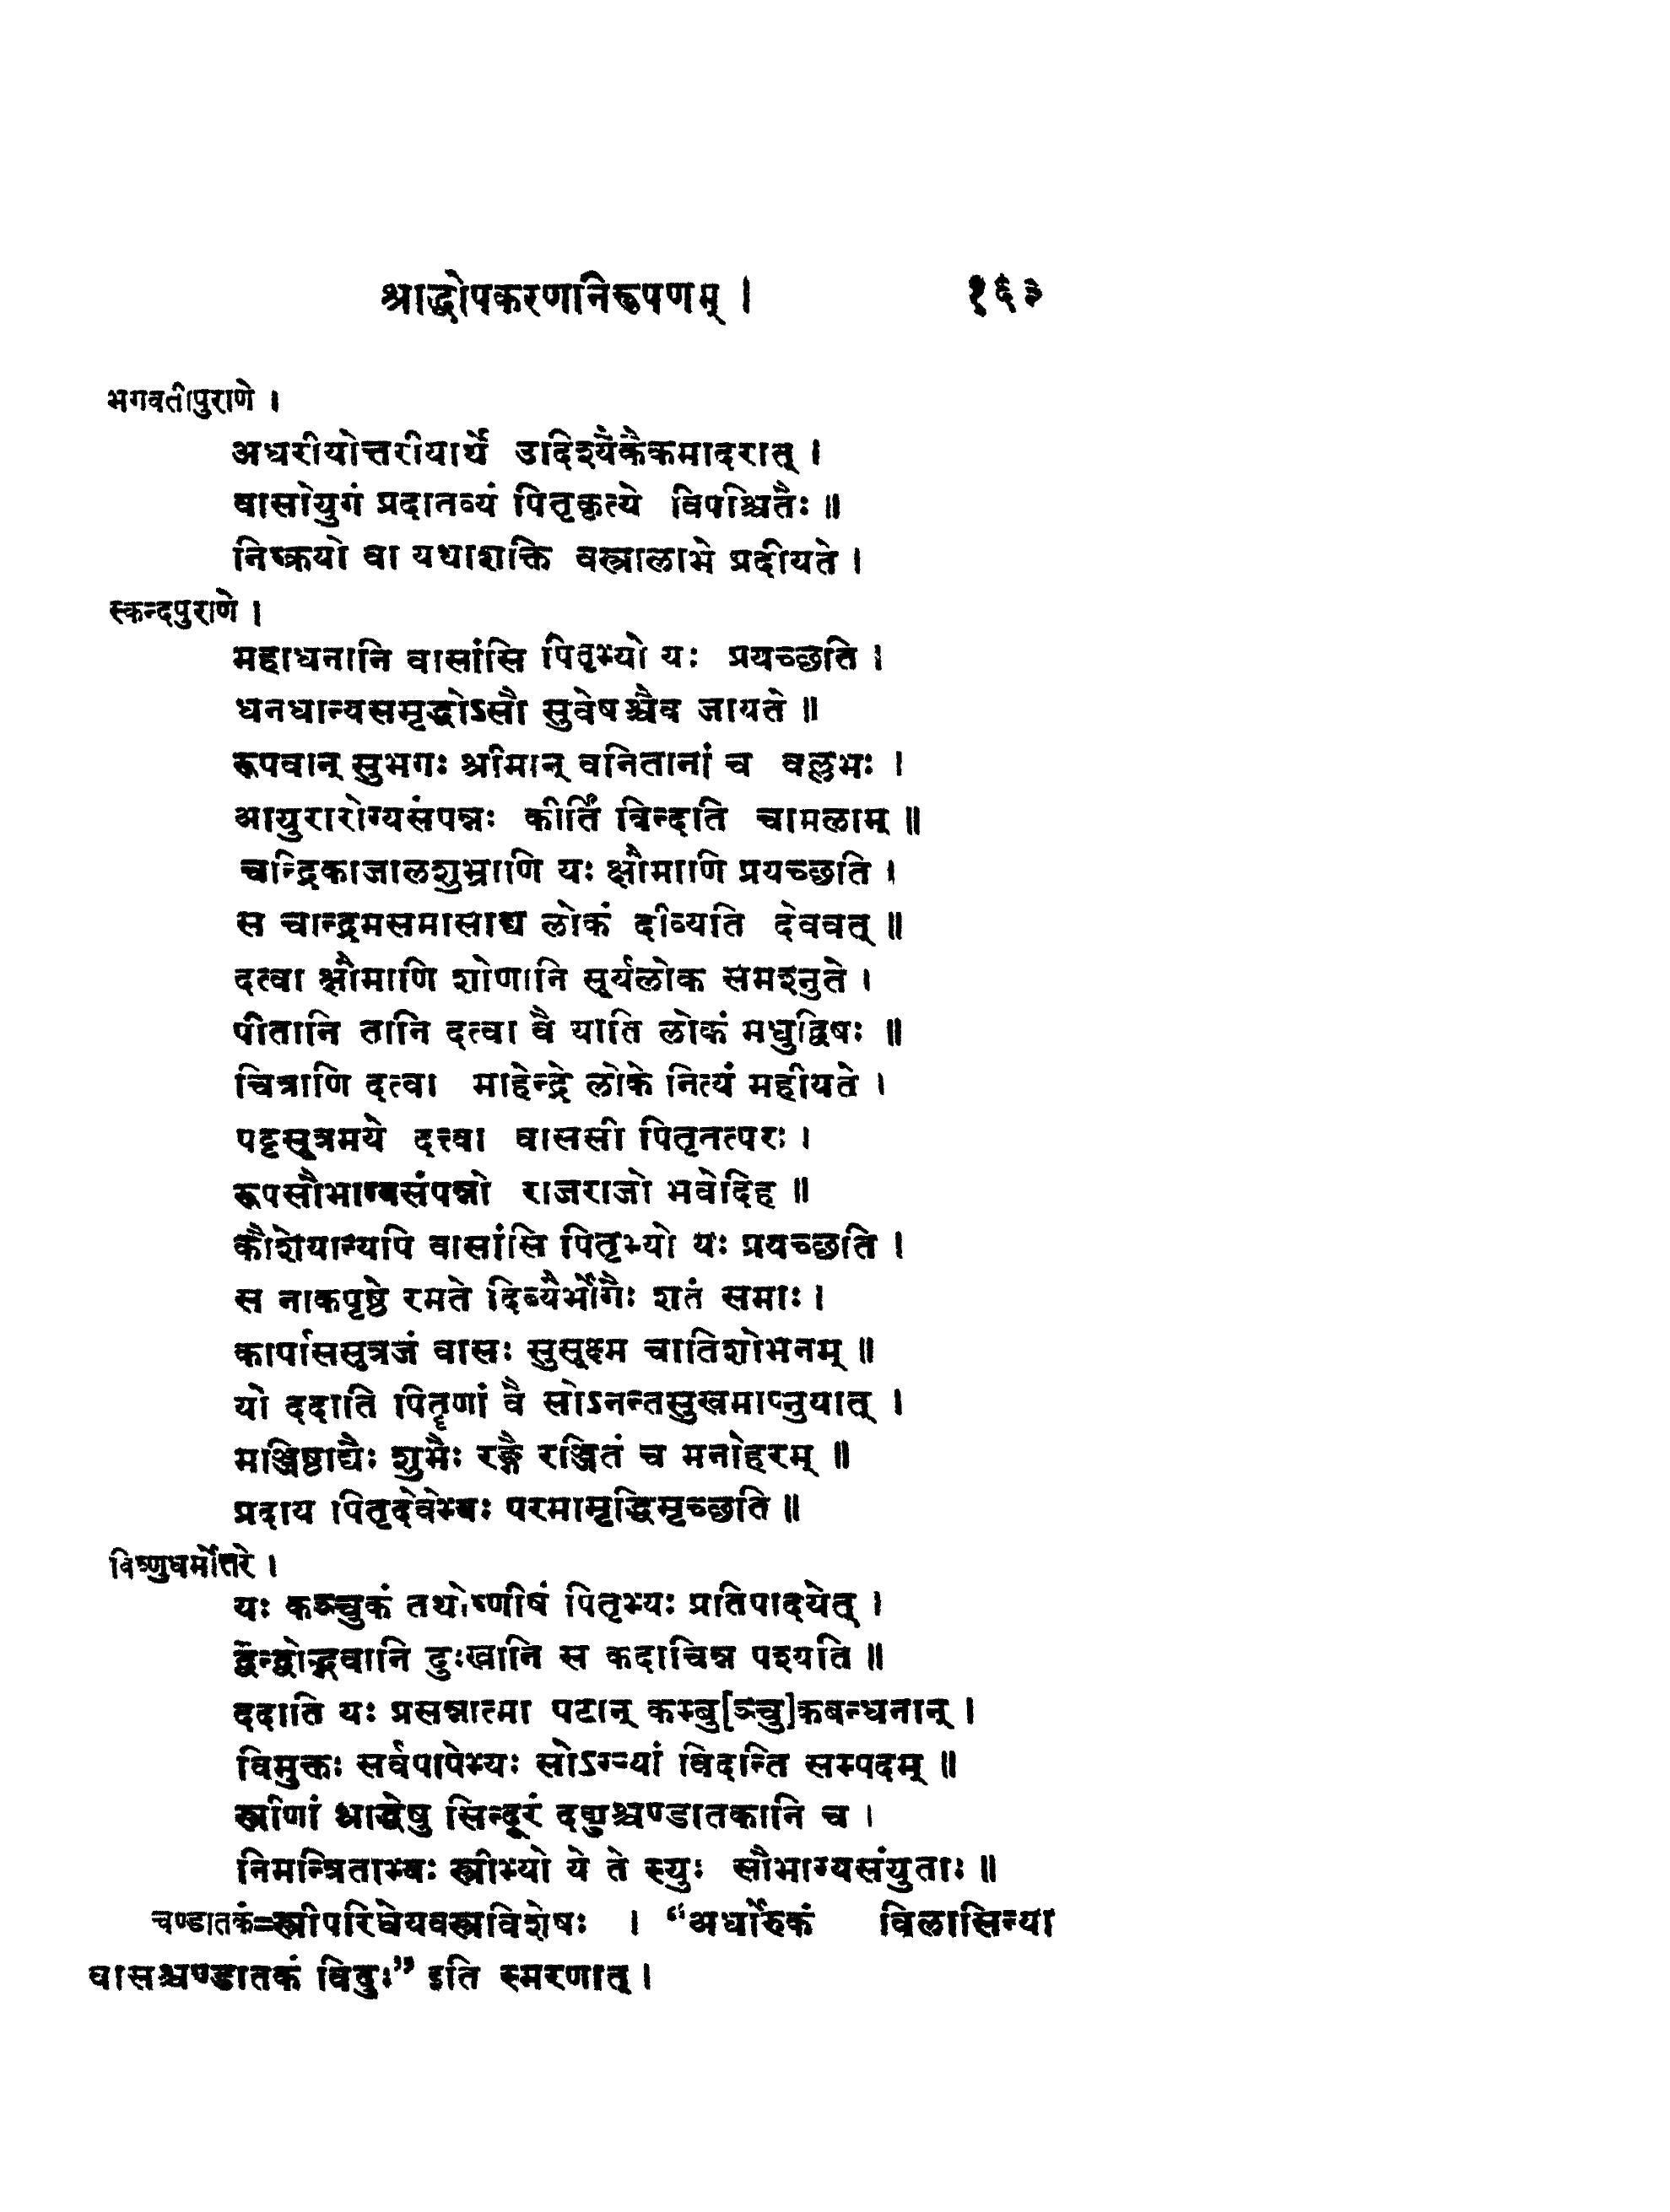 श्राद्धोपकरणानिरूपणम् । १६३
भगवतीपुराणे ।
अधरीयोत्तरीयार्थे उादिश्यैकैकमादरात् ।
वासोयुगं प्रदातव्यं पितृकृत्ये विपश्चितैः ॥
निष्क्रयो वा यथाशक्ति वस्त्रालाभे प्रदीयते ।
स्कन्दपुराणे ।
महाधनानि वासांसि पितृभ्यो यः प्रयच्छति ।
धनधान्यसमृद्धोऽसौ सुवेषश्चैव जायते ॥
रूपवान् सुभगः श्रीमान् वनितानां च वल्लभः ।
आयुरारोग्यसंपन्नः कीर्तिं विन्दति चामलाम् ॥
चन्द्रिकाजालशुभ्राणि यः क्षौमाणि प्रयच्छति ।
स चान्द्रमसमासाद्य लोकं दीव्यति देववत् ॥
दत्वा क्षौमाणि शोणानि सूर्यलोक समश्नुते ।
पीतानि तानि दत्वा वै याति लोकं मधुद्विषः ॥
चित्राणि दत्वा माहेन्द्रे लोके नित्यं महीयते ।
पट्टसूत्रमये दत्त्वा वाससी पितृनत्परः ।
रूपसौभाग्यसंपन्नो राजराजो भवेदिह ॥
कौशेयान्यपि वासांसि पितृभ्यो यः प्रयच्छति ।
स नाकपृष्ठे रमते दिव्यैर्भोगैः शतं समाः ।
कार्पाससूत्रजं वासः सुसूक्ष्म चातिशोभनम् ॥
यो ददाति पितॄणां वै सोऽनन्तसुखमाप्नुयात् ।
मञ्जिष्ठाद्यैः शुभैः रङ्गै रञ्जितं च मनोहरम् ॥
प्रदाय पितृदेवेभ्यः परमामृद्धिमृच्छति ॥
विष्णुधर्मोत्तरे ।
यः कञ्चुकं तथोष्णीषं पितृभ्यः प्रतिपादयेत् ।
द्वन्द्वोद्भवानि दुःखानि स कदाचिन्न पश्यति ॥
ददाति यः प्रसन्नात्मा पटान् कम्बु[ञ्चु]कबन्धनान् ।
विमुक्तः सर्वपापेभ्यः सोऽग्र्यां विदन्ति सम्पदम् ॥
स्त्रीणां श्राद्धेषु सिन्दूरं दद्युश्चण्डातकानि च ।
निमन्त्रिताभ्यः स्त्रीभ्यो ये ते स्युः सौभाग्यसंयुताः ॥
चण्डातकं=स्त्रीपरिधेयवस्त्रविशेषः । “अर्धोरुकं विलासिन्या
वासश्चण्डातकं विदुः” इति स्मरणात् ।